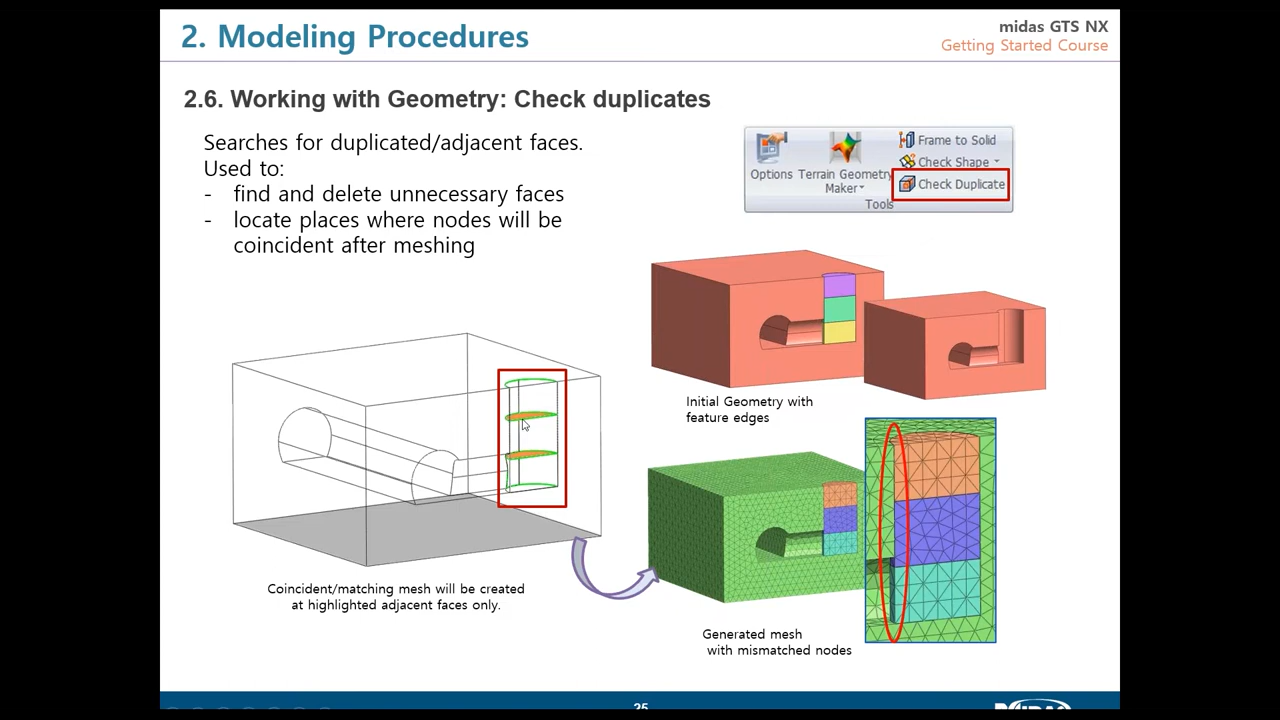 2. Modeling Procedures
midas GTS NX
Getting Started Course
2.6. Working with Geometry: Check duplicates
Searches for duplicated/adjacent faces.
Used to:
- find and delete unnecessary faces
- locate places where nodes will be
coincident after meshing
Options
Terrain Geometry
Maker
Frame to Solid
Check Shape
Check Duplicate
Tools
Initial Geometry with
feature edges
Coincident/matching mesh will be created
at highlighted adjacent faces only.
Generated mesh
with mismatched nodes
25